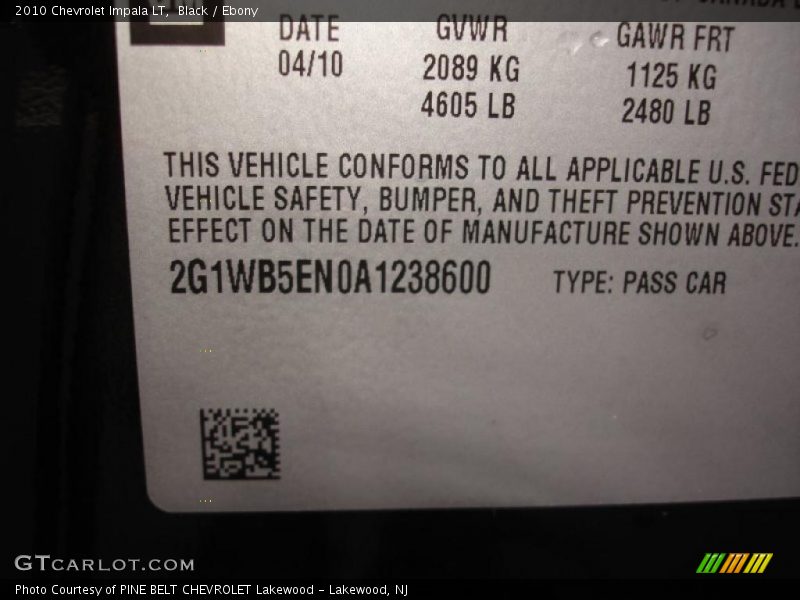 2010 Chevrolet Impala LT, Black / Ebony
DATE GVWR GAWR FRT
04/10 2089 KG 1125 KG
4605 LB 2480 LB
THIS VEHICLE CONFORMS TO ALL APPLICABLE U.S. FED
VEHICLE SAFETY, BUMPER, AND THEFT PREVENTION STA
EFFECT ON THE DATE OF MANUFACTURE SHOWN ABOVE.
2G1WB5EN0A1238600 TYPE: PASS CAR
GTCARLOT.COM
Photo Courtesy of PINE BELT CHEVROLET Lakewood - Lakewood, NJ